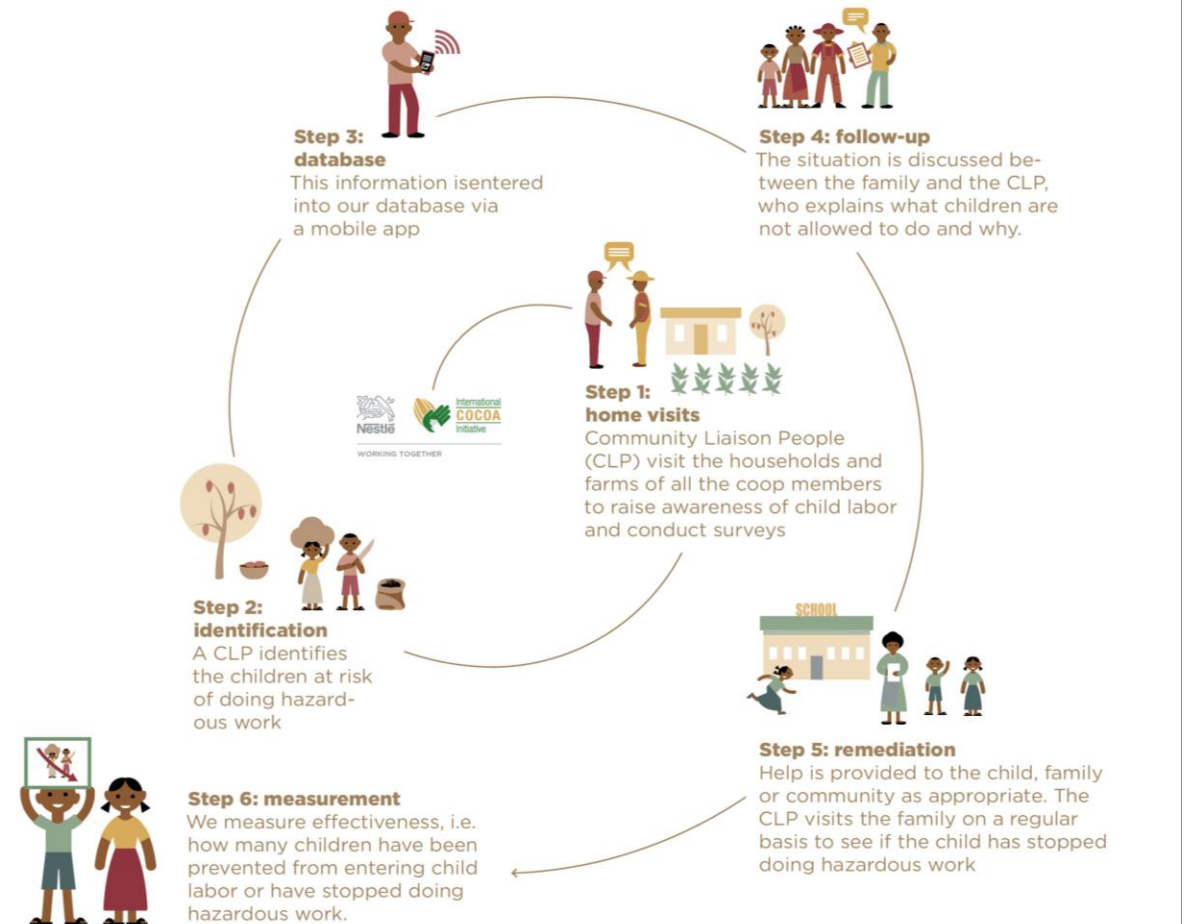 Step 3:
database
This information isentered
into our database via
a mobile app
Step 4: follow-up
The situation is discussed be-
tween the family and the CLP,
who explains what children are
not allowed to do and why.
Nestlé
International
COCOA
Initiative
WORKING TOGETHER
Step 1:
home visits
Community Liaison People
(CLP) visit the households and
farms of all the coop members
to raise awareness of child labor
and conduct surveys
Step 2:
identification
A CLP identifies
the children at risk
of doing hazard-
ous work
SCHOOL
Step 5: remediation
Help is provided to the child, family
or community as appropriate. The
CLP visits the family on a regular
basis to see if the child has stopped
doing hazardous work
Step 6: measurement
We measure effectiveness, i.e.
how many children have been
prevented from entering child
labor or have stopped doing
hazardous work.